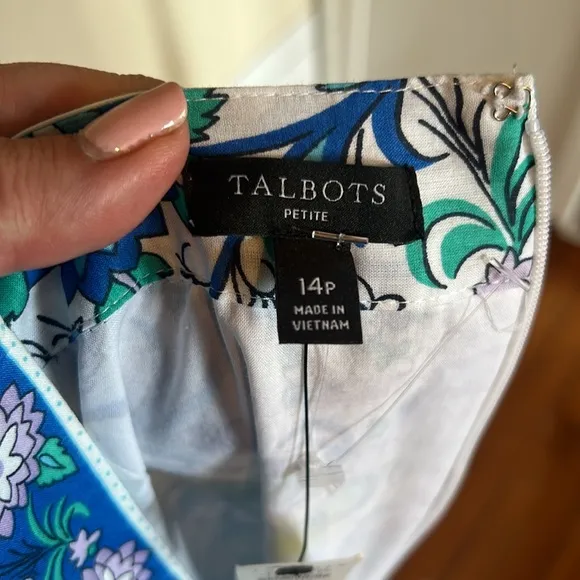 TALBOTS
PETITE
14P
MADE IN
VIETNAM